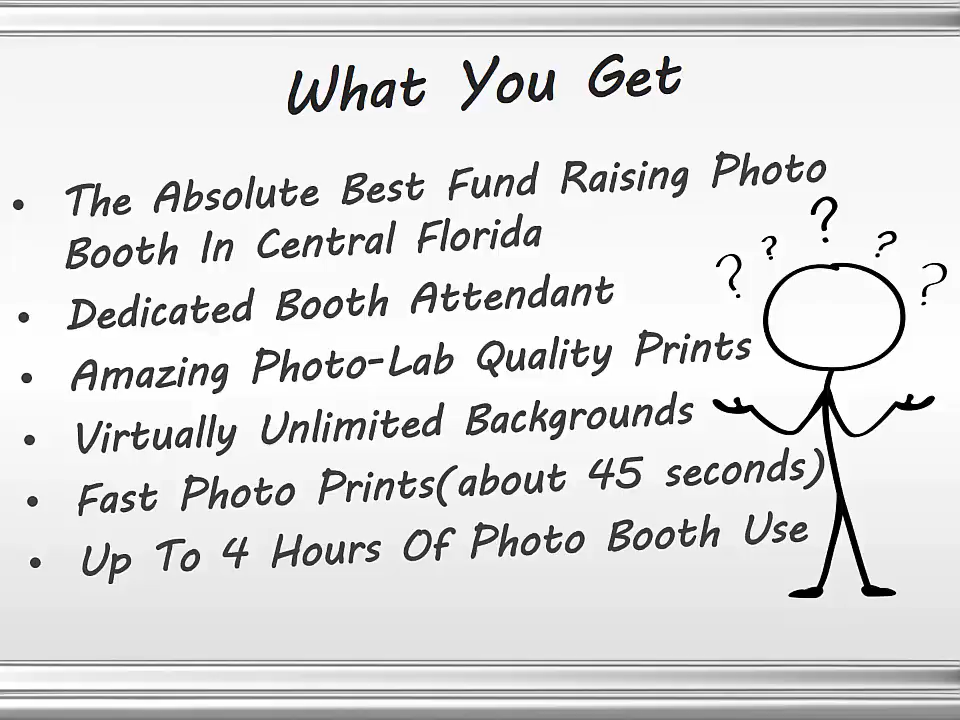 What You Get
• The Absolute Best Fund Raising Photo
Booth In Central Florida
• Dedicated Booth Attendant
• Amazing Photo-Lab Quality Prints
• Virtually Unlimited Backgrounds
• Fast Photo Prints(about 45 seconds)
• Up To 4 Hours Of Photo Booth Use
? ? ? ? ?